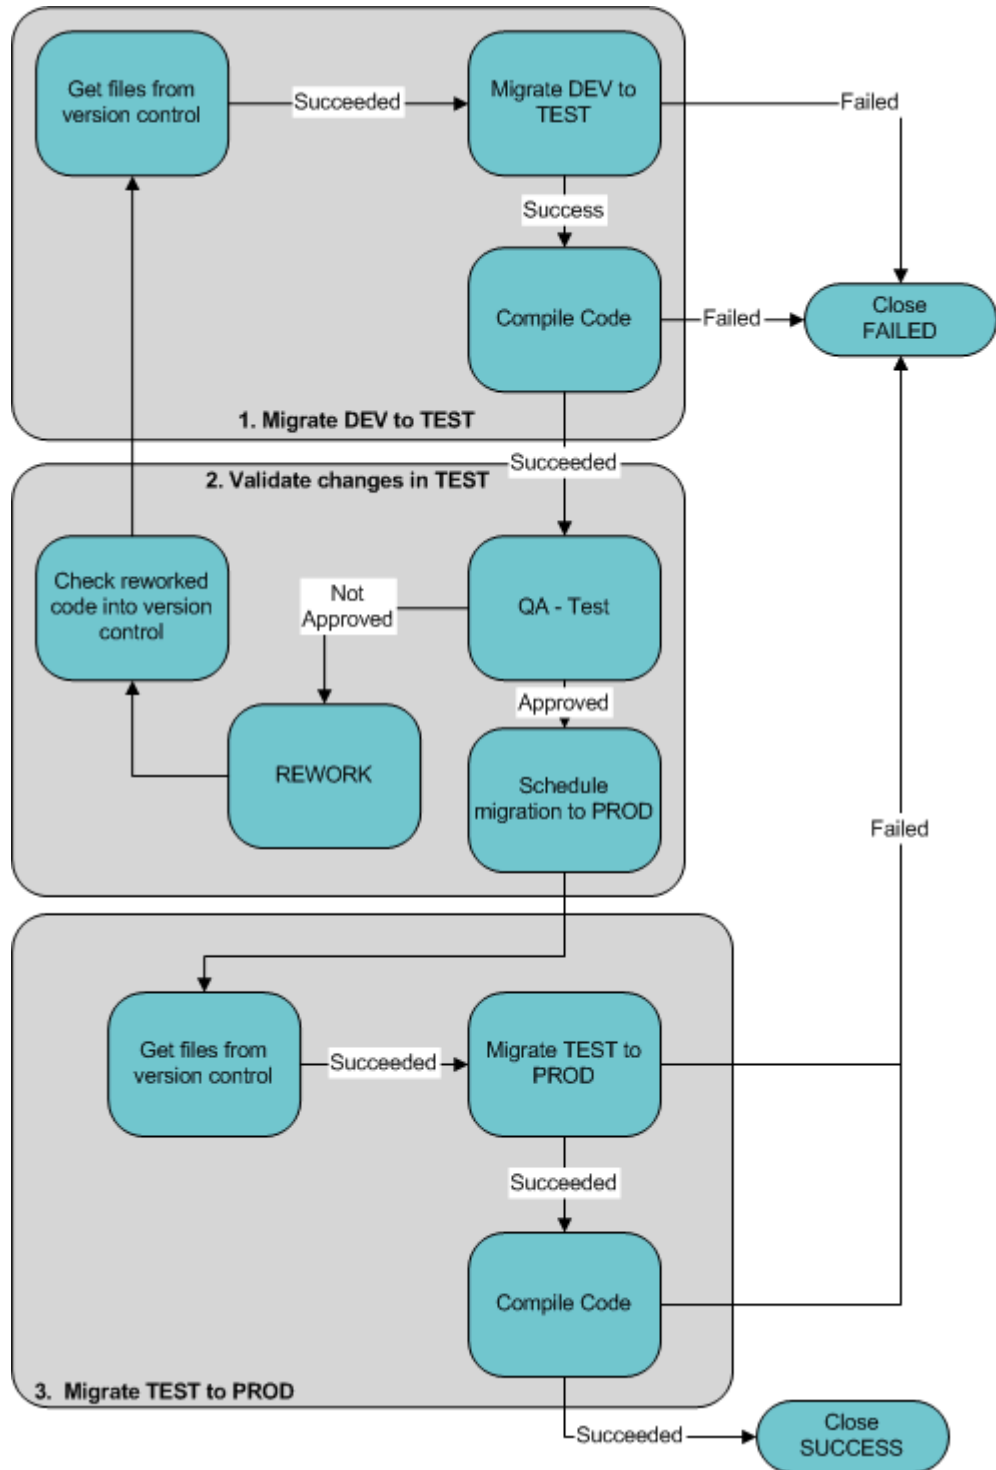 Get files from
version control
Succeeded
Migrate DEV to
TEST
Failed
Success
Compile Code
Failed
Close
FAILED
1. Migrate DEV to TEST
Succeeded
2. Validate changes in TEST
Check reworked
code into version
control
Not
Approved
QA - Test
Approved
REWORK
Schedule
migration to PROD
Failed
Get files from
version control
Succeeded
Migrate TEST to
PROD
Succeeded
Compile Code
3. Migrate TEST to PROD
Succeeded
Close
SUCCESS